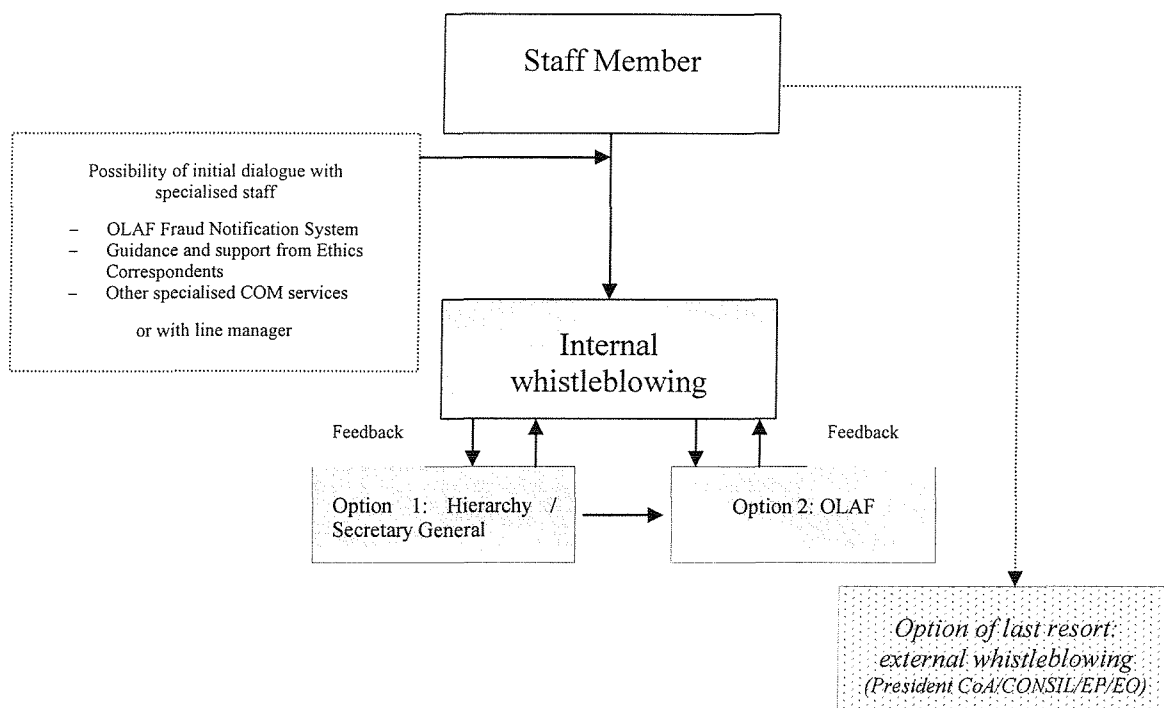 Staff Member
Possibility of initial dialogue with
specialised staff
– OLAF Fraud Notification System
– Guidance and support from Ethics
Correspondents
– Other specialised COM services
or with line manager
Internal
whistleblowing
Feedback
Feedback
Option 1: Hierarchy /
Secretary General
Option 2: OLAF
Option of last resort:
external whistleblowing
(President CoA/CONSIL/EP/EO)